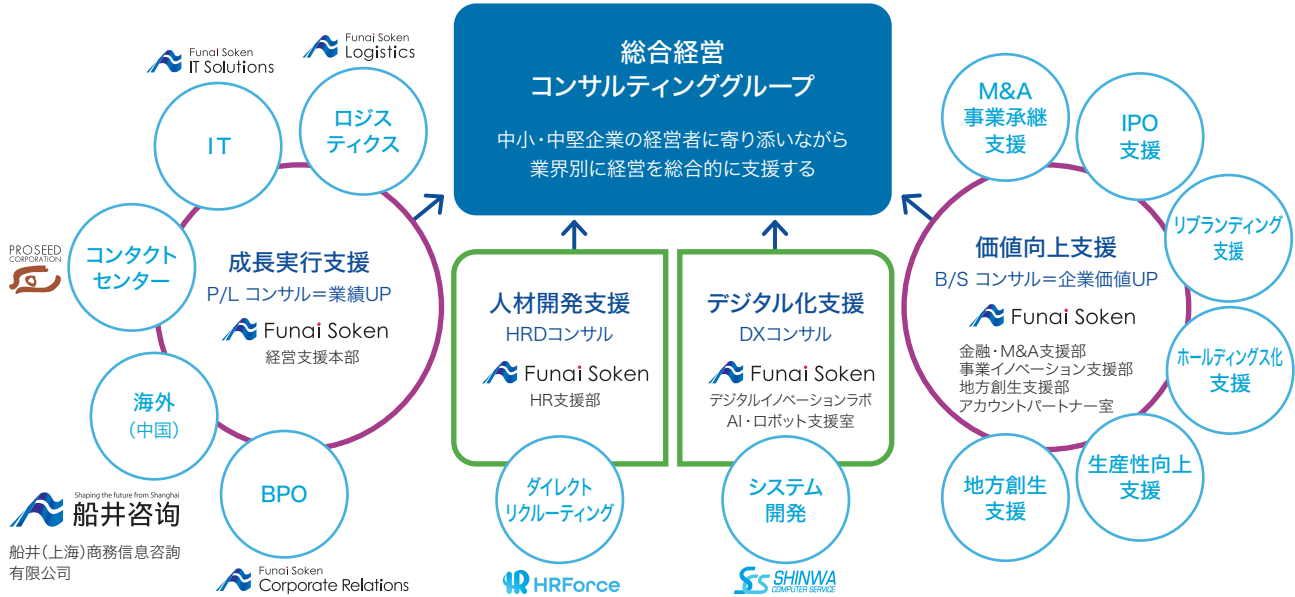 総合経営
コンサルティンググループ
中小・中堅企業の経営者に寄り添いながら
業界別に経営を総合的に支援する
Funai Soken
IT Solutions
IT
Funai Soken
Logistics
ロジス
ティクス
PROSEED
CORPORATION
コンタクト
センター
成長実行支援
P/L コンサル＝業績UP
Funai Soken
経営支援本部
海外
（中国）
Shaping the future from Shanghai
船井咨询
船井（上海）商務信息咨詢
有限公司
BPO
Funai Soken
Corporate Relations
人材開発支援
HRDコンサル
Funai Soken
HR支援部
ダイレクト
リクルーティング
HRForce
デジタル化支援
DXコンサル
Funai Soken
デジタルイノベーションラボ
AI・ロボット支援室
システム
開発
SCS SHINWA
COMPUTER SERVICE
価値向上支援
B/S コンサル＝企業価値UP
Funai Soken
金融・M&A支援部
事業イノベーション支援部
地方創生支援部
アカウントパートナー室
M&A
事業承継
支援
IPO
支援
リブランディング
支援
ホールディングス化
支援
生産性向上
支援
地方創生
支援